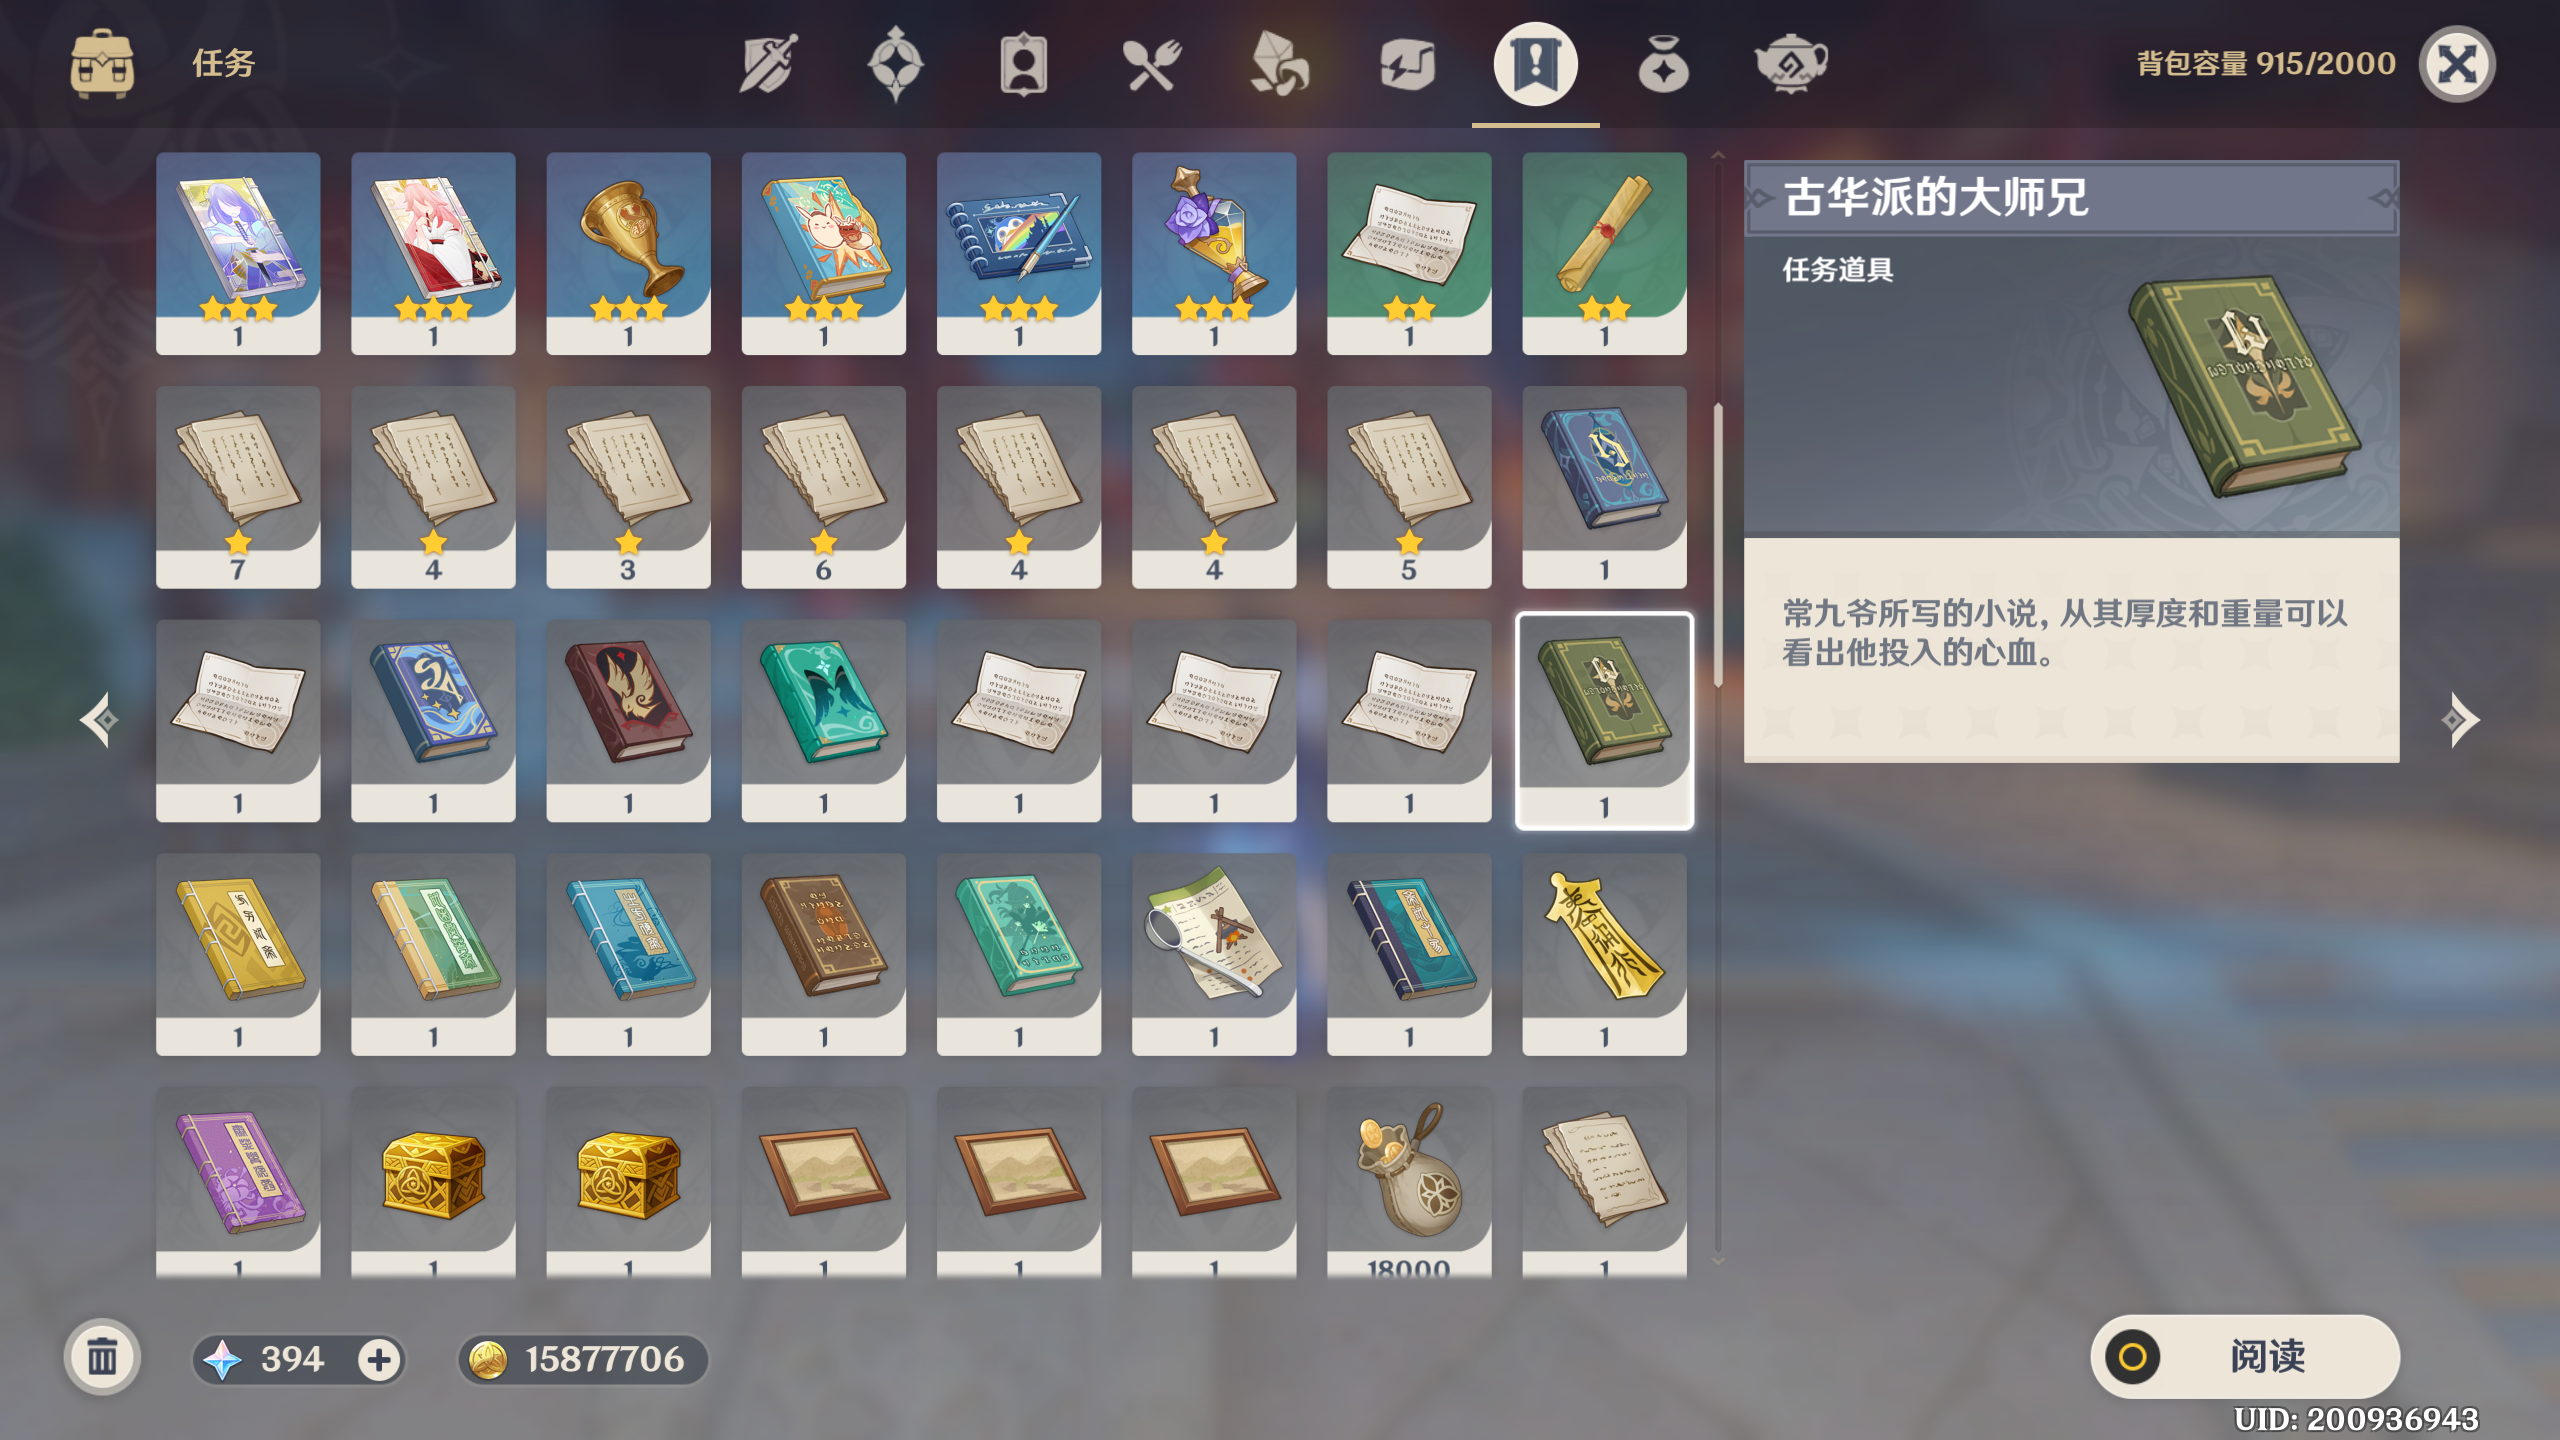 任务
背包容量 915/2000
1 1 1 1 1 1 1 1
7 4 3 6 4 4 5 1
1 1 1 1 1 1 1 1
1 1 1 1 1 1 1 1
1 1 1 1 1 1 18000 1
古华派的大师兄
任务道具
常九爷所写的小说，从其厚度和重量可以
看出他投入的心血。
394
15877706
阅读
UID: 200936943